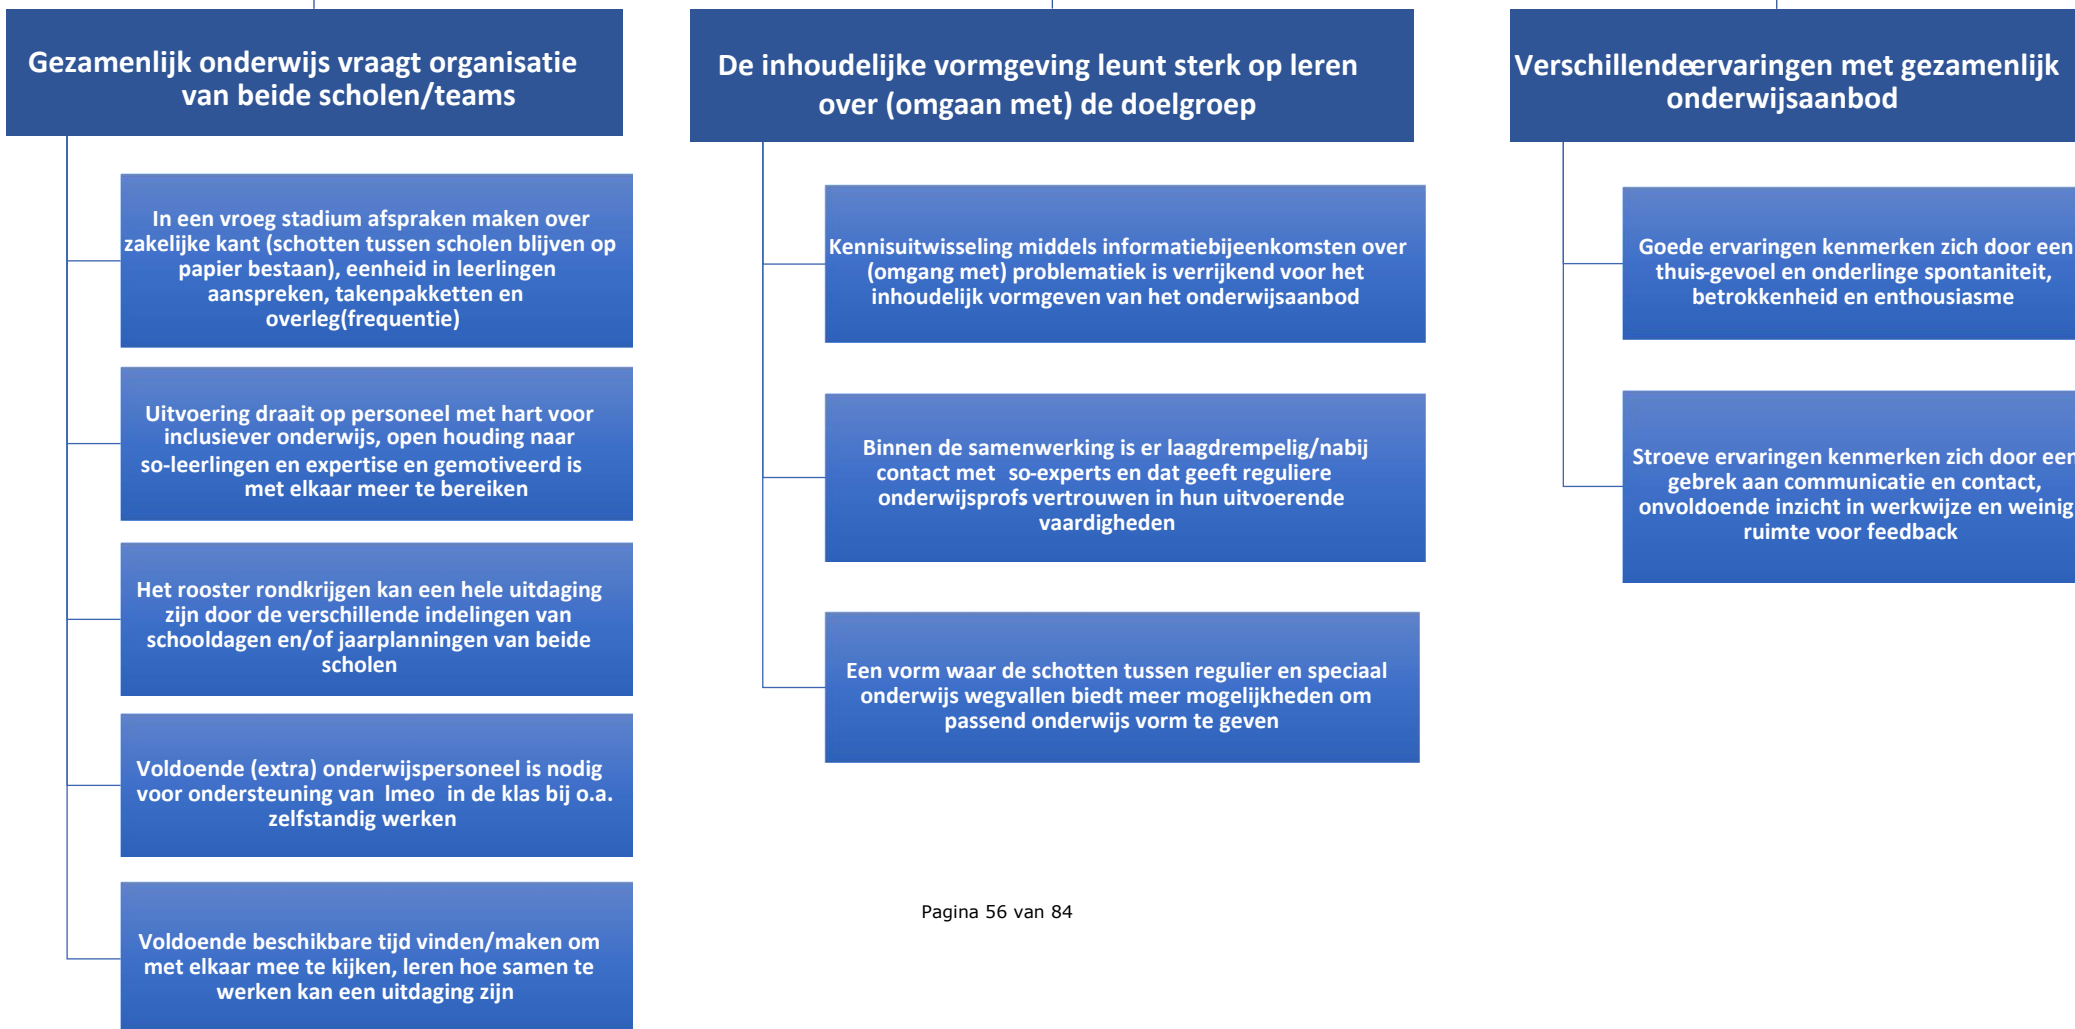 Gezamenlijk onderwijs vraagt organisatie
van beide scholen/teams
In een vroeg stadium afspraken maken over
zakelijke kant (schotten tussen scholen blijven op
papier bestaan), eenheid in leerlingen
aanspreken, takenpakketten en
overleg(frequentie)
Uitvoering draait op personeel met hart voor
inclusiever onderwijs, open houding naar
so-leerlingen en expertise en gemotiveerd is
met elkaar meer te bereiken
Het rooster rondkrijgen kan een hele uitdaging
zijn door de verschillende indelingen van
schooldagen en/of jaarplanningen van beide
scholen
Voldoende (extra) onderwijspersoneel is nodig
voor ondersteuning van lmeo in de klas bij o.a.
zelfstandig werken
Voldoende beschikbare tijd vinden/maken om
met elkaar mee te kijken, leren hoe samen te
werken kan een uitdaging zijn
De inhoudelijke vormgeving leunt sterk op leren
over (omgaan met) de doelgroep
Kennisuitwisseling middels informatiebijeenkomsten over
(omgang met) problematiek is verrijkend voor het
inhoudelijk vormgeven van het onderwijsaanbod
Binnen de samenwerking is er laagdrempelig/nabij
contact met so-experts en dat geeft reguliere
onderwijsprofs vertrouwen in hun uitvoerende
vaardigheden
Een vorm waar de schotten tussen regulier en speciaal
onderwijs wegvallen biedt meer mogelijkheden om
passend onderwijs vorm te geven
Verschillende ervaringen met gezamenlijk
onderwijsaanbod
Goede ervaringen kenmerken zich door een
thuis-gevoel en onderlinge spontaniteit,
betrokkenheid en enthousiasme
Stroeve ervaringen kenmerken zich door een
gebrek aan communicatie en contact,
onvoldoende inzicht in werkwijze en weinig
ruimte voor feedback
Pagina 56 van 84